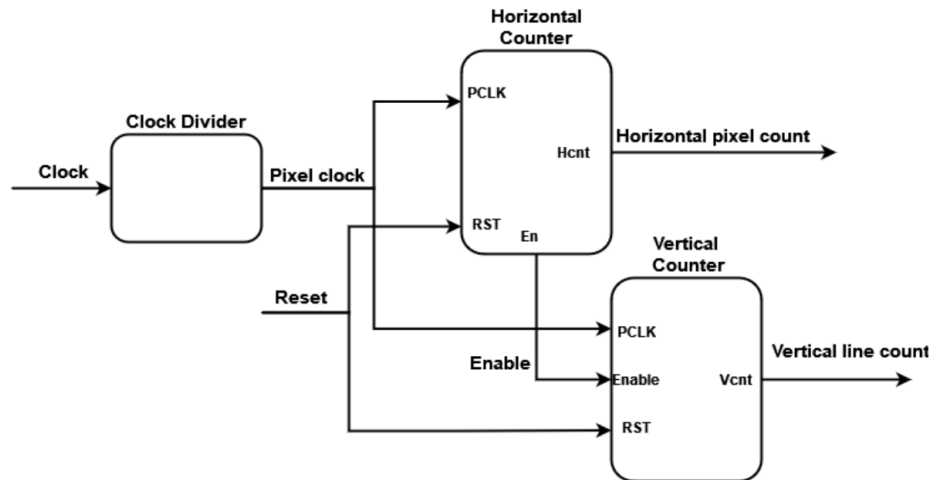 Horizontal
Counter
PCLK
Clock Divider
Horizontal pixel count
Hcnt
Clock
Pixel clock
RST
En
Vertical
Counter
Reset
PCLK
Vertical line count
Enable
Enable
Vcnt
RST